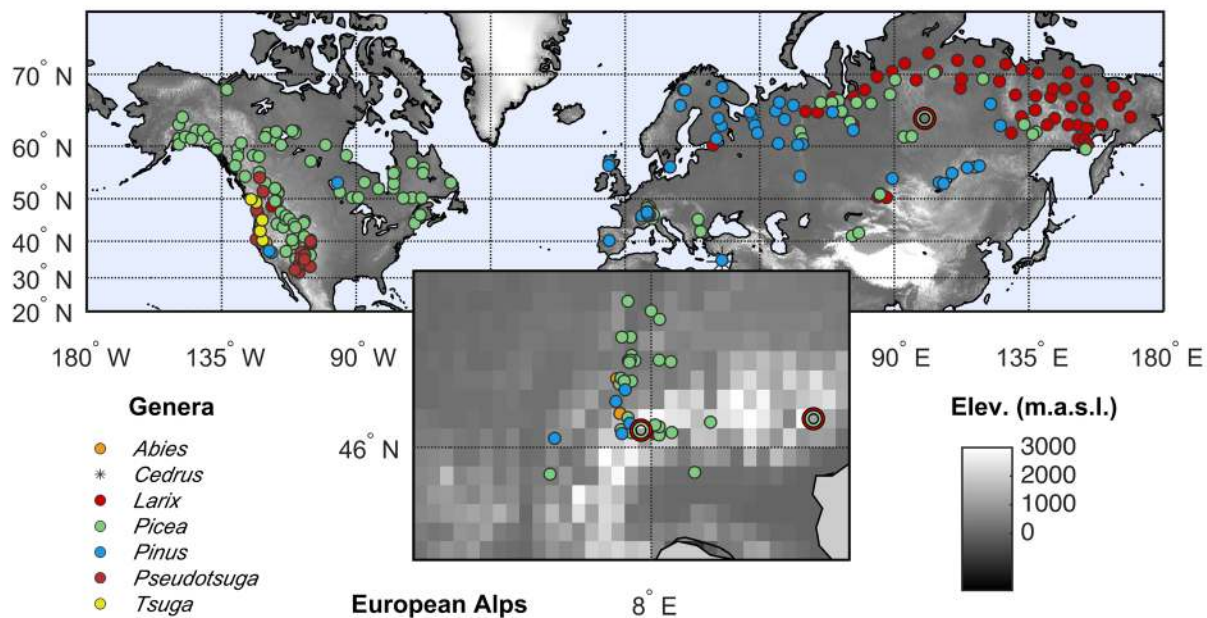 70° N
60° N
50° N
40° N
30° N
20° N
180° W
135° W
90° W
90° E
135° E
180° E
Genera
Abies
Cedrus
Larix
Picea
Pinus
Pseudotsuga
Tsuga
46° N
European Alps
8° E
Elev. (m.a.s.l.)
3000
2000
1000
0